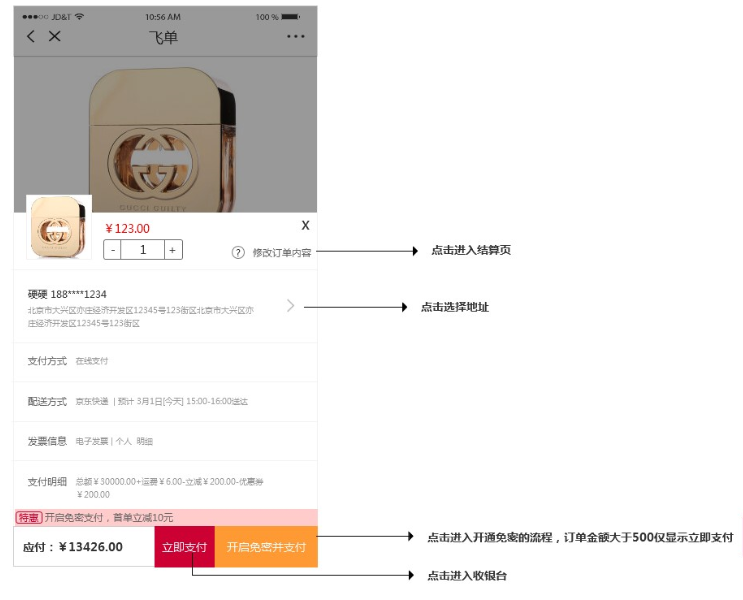 JD&T 10:56 AM 100 %
飞单
GUCCI GUILTY
¥123.00 X
- 1 +
? 修改订单内容
点击进入结算页
硬硬 188****1234
北京市大兴区亦庄经济开发区12345号123街区北京市大兴区亦
庄经济开发区12345号123街区
点击选择地址
支付方式 在线支付
配送方式 京东快递 | 预计 3月1日[今天] 15:00-16:00送达
发票信息 电子发票 | 个人 明细
支付明细 总额¥30000.00+运费¥6.00-立减¥200.00-优惠券
¥200.00
特惠 开启免密支付，首单立减10元
应付：¥13426.00 立即支付 开启免密并支付
点击进入开通免密的流程，订单金额大于500仅显示立即支付
点击进入收银台